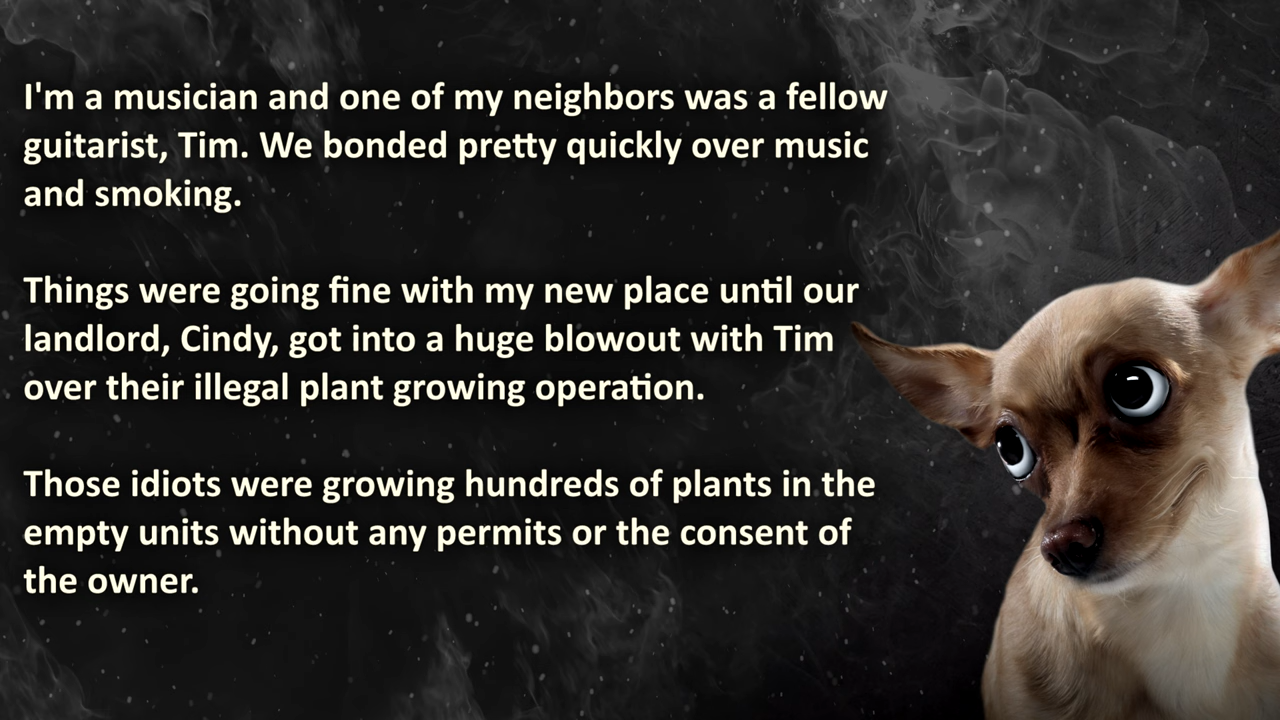 I'm a musician and one of my neighbors was a fellow
guitarist, Tim. We bonded pretty quickly over music
and smoking.
Things were going fine with my new place until our
landlord, Cindy, got into a huge blowout with Tim
over their illegal plant growing operation.
Those idiots were growing hundreds of plants in the
empty units without any permits or the consent of
the owner.